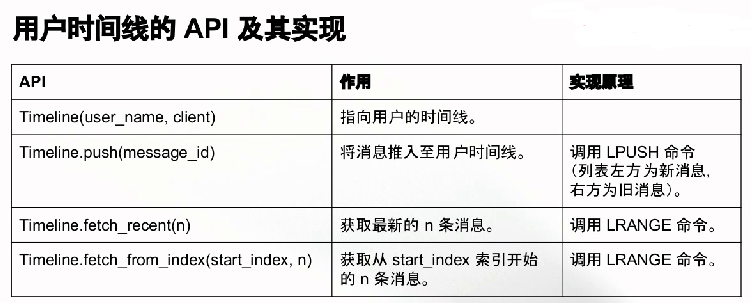 用户时间线的 API 及其实现
API 作用 实现原理
Timeline(user_name, client) 指向用户的时间线。
Timeline.push(message_id) 将消息推入至用户时间线。 调用 LPUSH 命令
(列表左方为新消息，
右方为旧消息)。
Timeline.fetch_recent(n) 获取最新的 n 条消息。 调用 LRANGE 命令。
Timeline.fetch_from_index(start_index, n) 获取从 start_index 索引开始 调用 LRANGE 命令。
的 n 条消息。